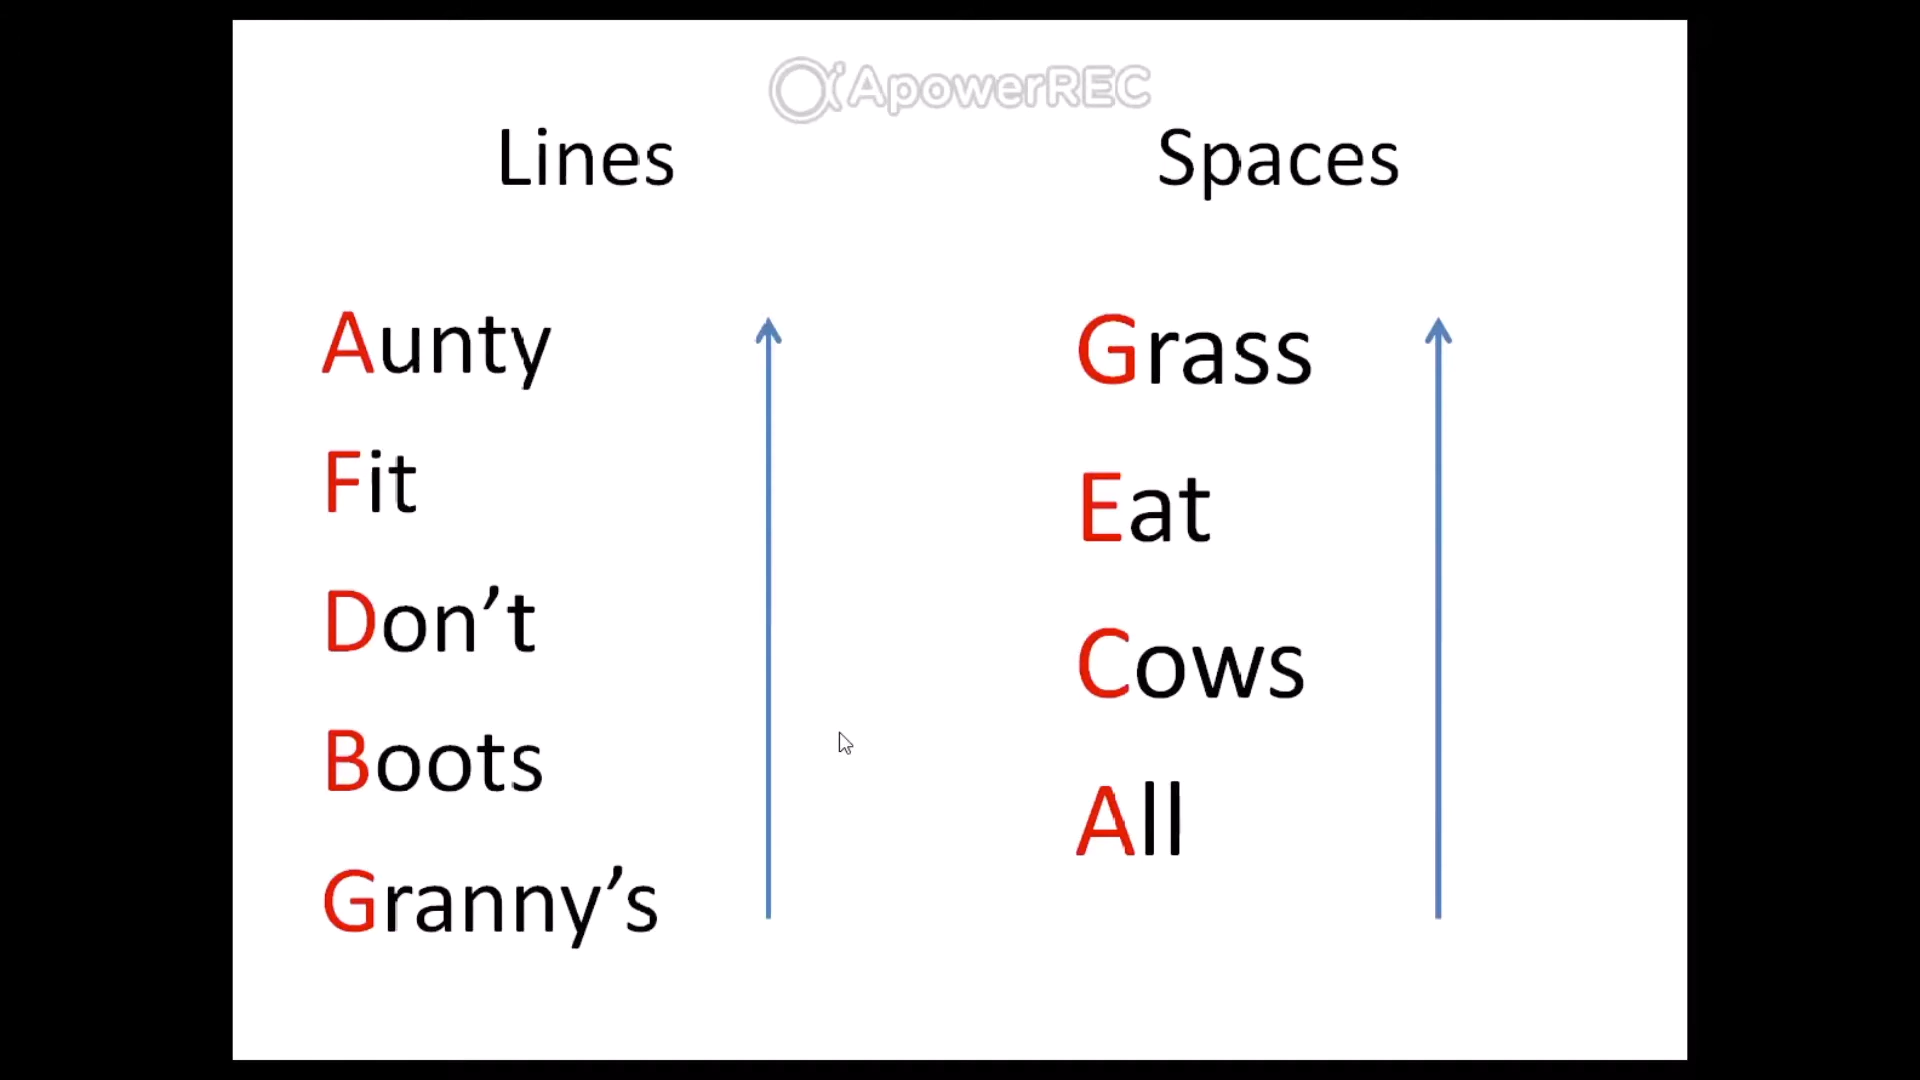 ApowerREC
Lines
Aunty
Fit
Don’t
Boots
Granny’s
Spaces
Grass
Eat
Cows
All